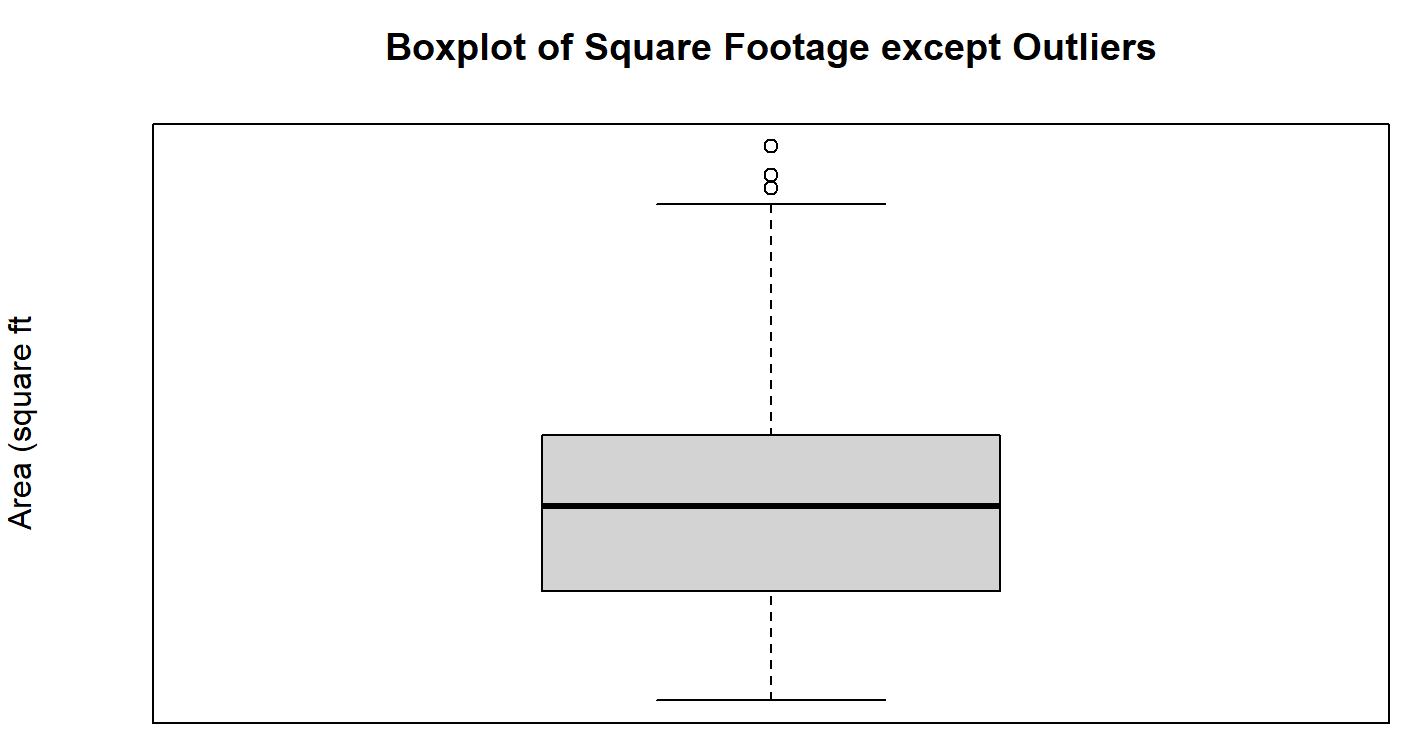 Boxplot of Square Footage except Outliers
Area (square ft